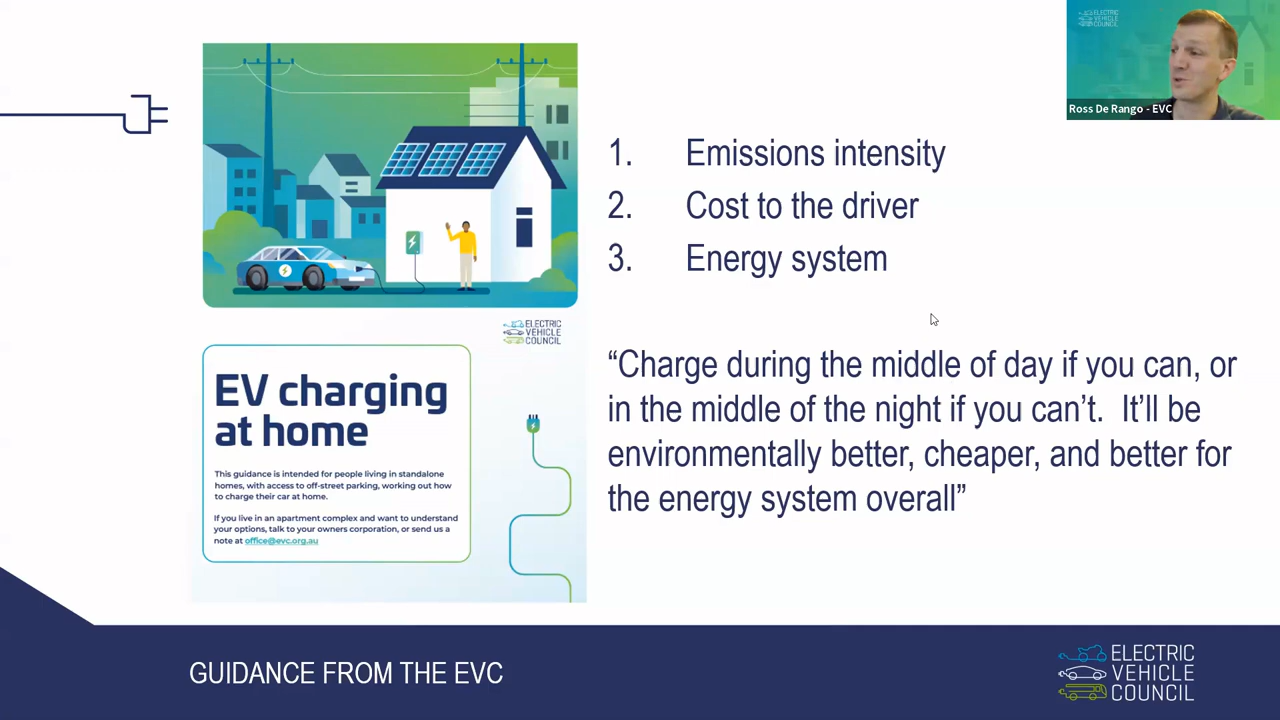 ELECTRIC
VEHICLE
COUNCIL
Ross De Rango - EVC
1. Emissions intensity
2. Cost to the driver
3. Energy system
ELECTRIC
VEHICLE
COUNCIL
EV charging
at home
This guidance is intended for people living in standalone
homes, with access to off-street parking, working out how
to charge their car at home.
If you live in an apartment complex and want to understand
your options, talk to your owners corporation, or send us a
note at office@evc.org.au
“Charge during the middle of day if you can, or
in the middle of the night if you can’t.  It’ll be
environmentally better, cheaper, and better for
the energy system overall”
GUIDANCE FROM THE EVC
ELECTRIC
VEHICLE
COUNCIL